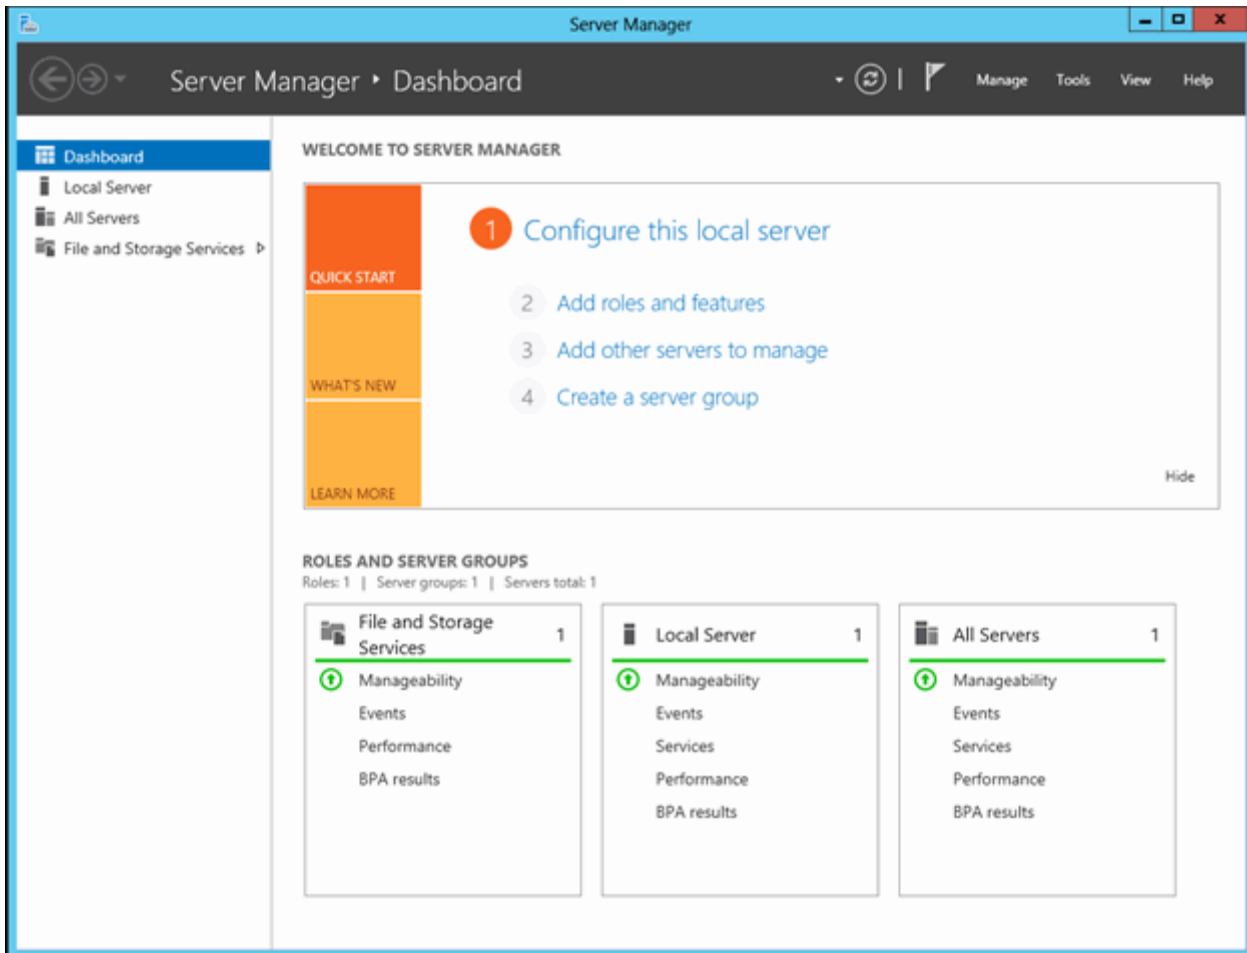 Server Manager
Server Manager ‣ Dashboard
Manage Tools View Help
Dashboard
Local Server
All Servers
File and Storage Services
WELCOME TO SERVER MANAGER
QUICK START
WHAT'S NEW
LEARN MORE
1 Configure this local server
2 Add roles and features
3 Add other servers to manage
4 Create a server group
Hide
ROLES AND SERVER GROUPS
Roles: 1 | Server groups: 1 | Servers total: 1
File and Storage
Services 1
Manageability
Events
Performance
BPA results
Local Server 1
Manageability
Events
Services
Performance
BPA results
All Servers 1
Manageability
Events
Services
Performance
BPA results